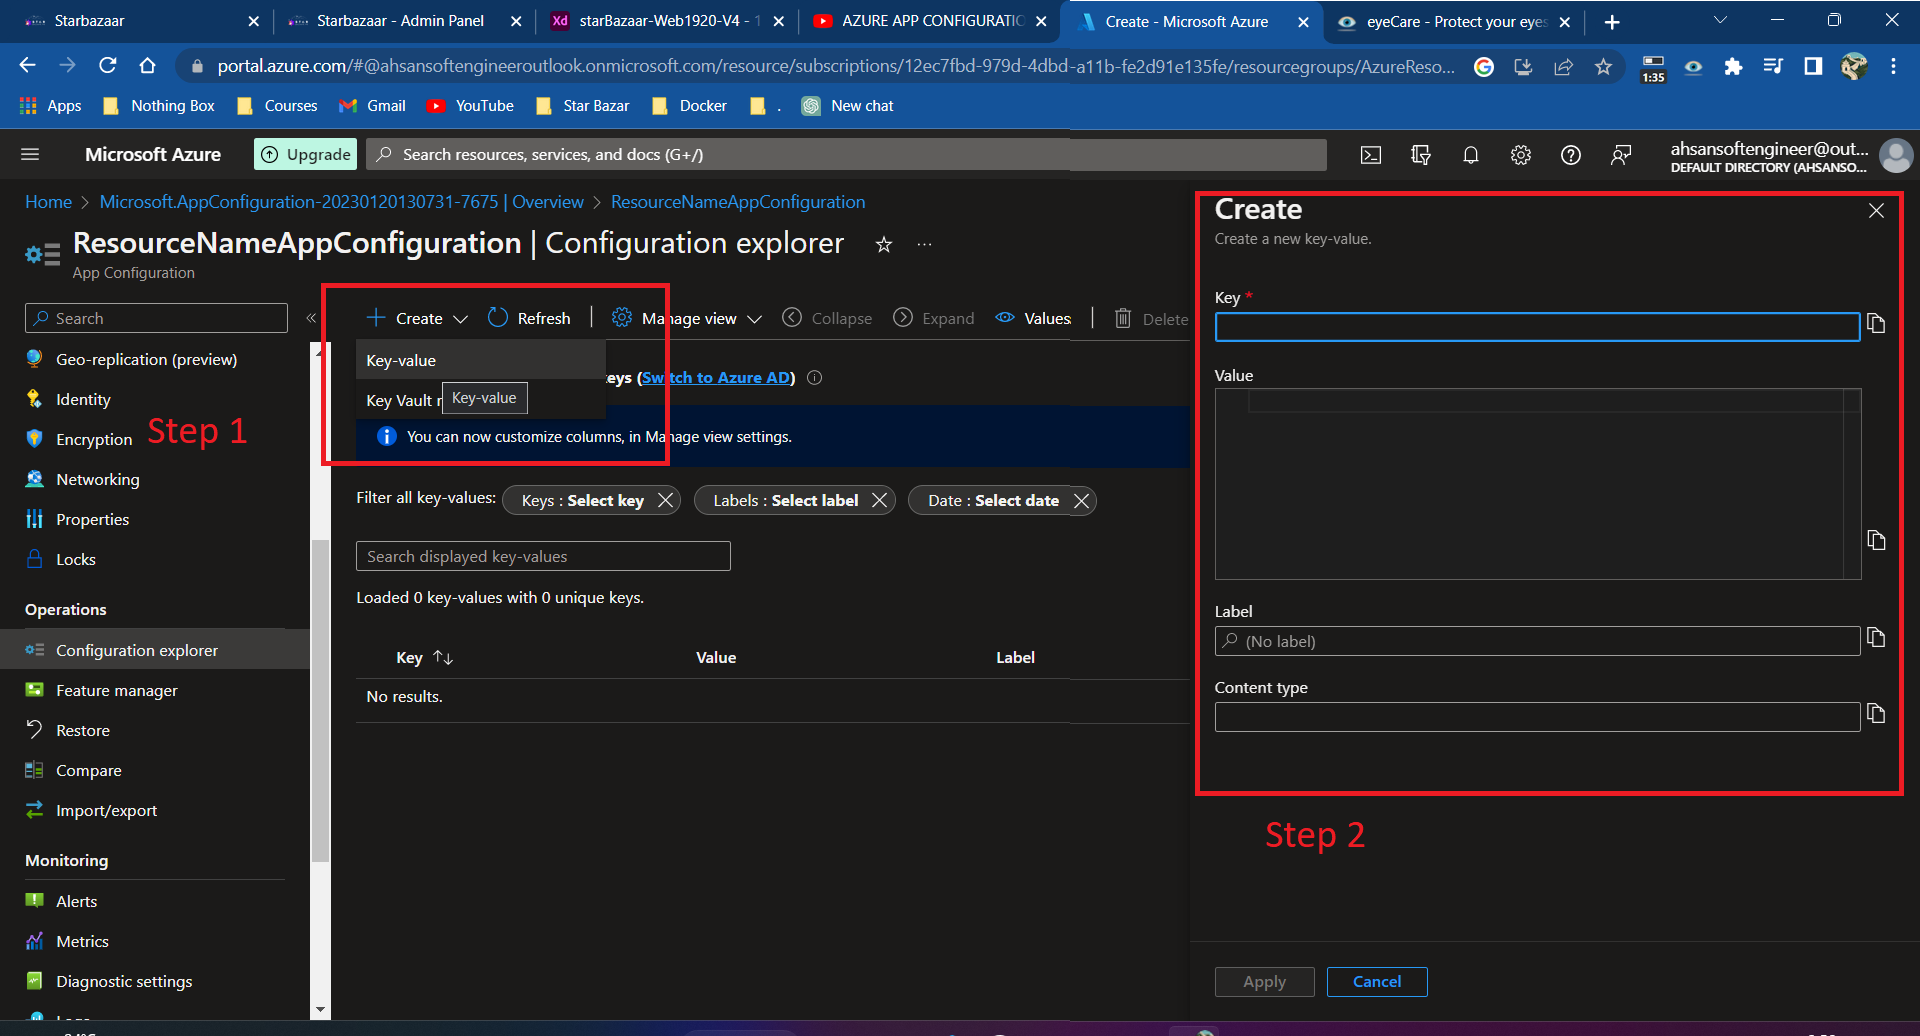 Starbazaar
Starbazaar - Admin Panel
Xd starBazaar-Web1920-V4 - 1
AZURE APP CONFIGURATIO
Create - Microsoft Azure
eyeCare - Protect your eyes
portal.azure.com/#@ahsansoftengineeroutlook.onmicrosoft.com/resource/subscriptions/12ec7fbd-979d-4dbd-a11b-fe2d91e135fe/resourcegroups/AzureReso...
1:35
Apps
Nothing Box
Courses
Gmail
YouTube
Star Bazar
Docker
.
New chat
Microsoft Azure
Upgrade
Search resources, services, and docs (G+/)
ahsansoftengineer@out...
DEFAULT DIRECTORY (AHSANSO...
Home > Microsoft.AppConfiguration-20230120130731-7675 | Overview > ResourceNameAppConfiguration
ResourceNameAppConfiguration | Configuration explorer ☆ ...
App Configuration
Search
«
Geo-replication (preview)
Identity
Encryption
Networking
Properties
Locks
Operations
Configuration explorer
Feature manager
Restore
Compare
Import/export
Monitoring
Alerts
Metrics
Diagnostic settings
Step 1
Create
Refresh
Manage view
Collapse
Expand
Values
Delete
Key-value
Key Vault r
Key-value
eys (Switch to Azure AD)
You can now customize columns, in Manage view settings.
Filter all key-values:
Keys : Select key
Labels : Select label
Date : Select date
Search displayed key-values
Loaded 0 key-values with 0 unique keys.
Key ↑↓
Value
Label
No results.
Create
Create a new key-value.
Key *
Value
Label
(No label)
Content type
Step 2
Apply
Cancel